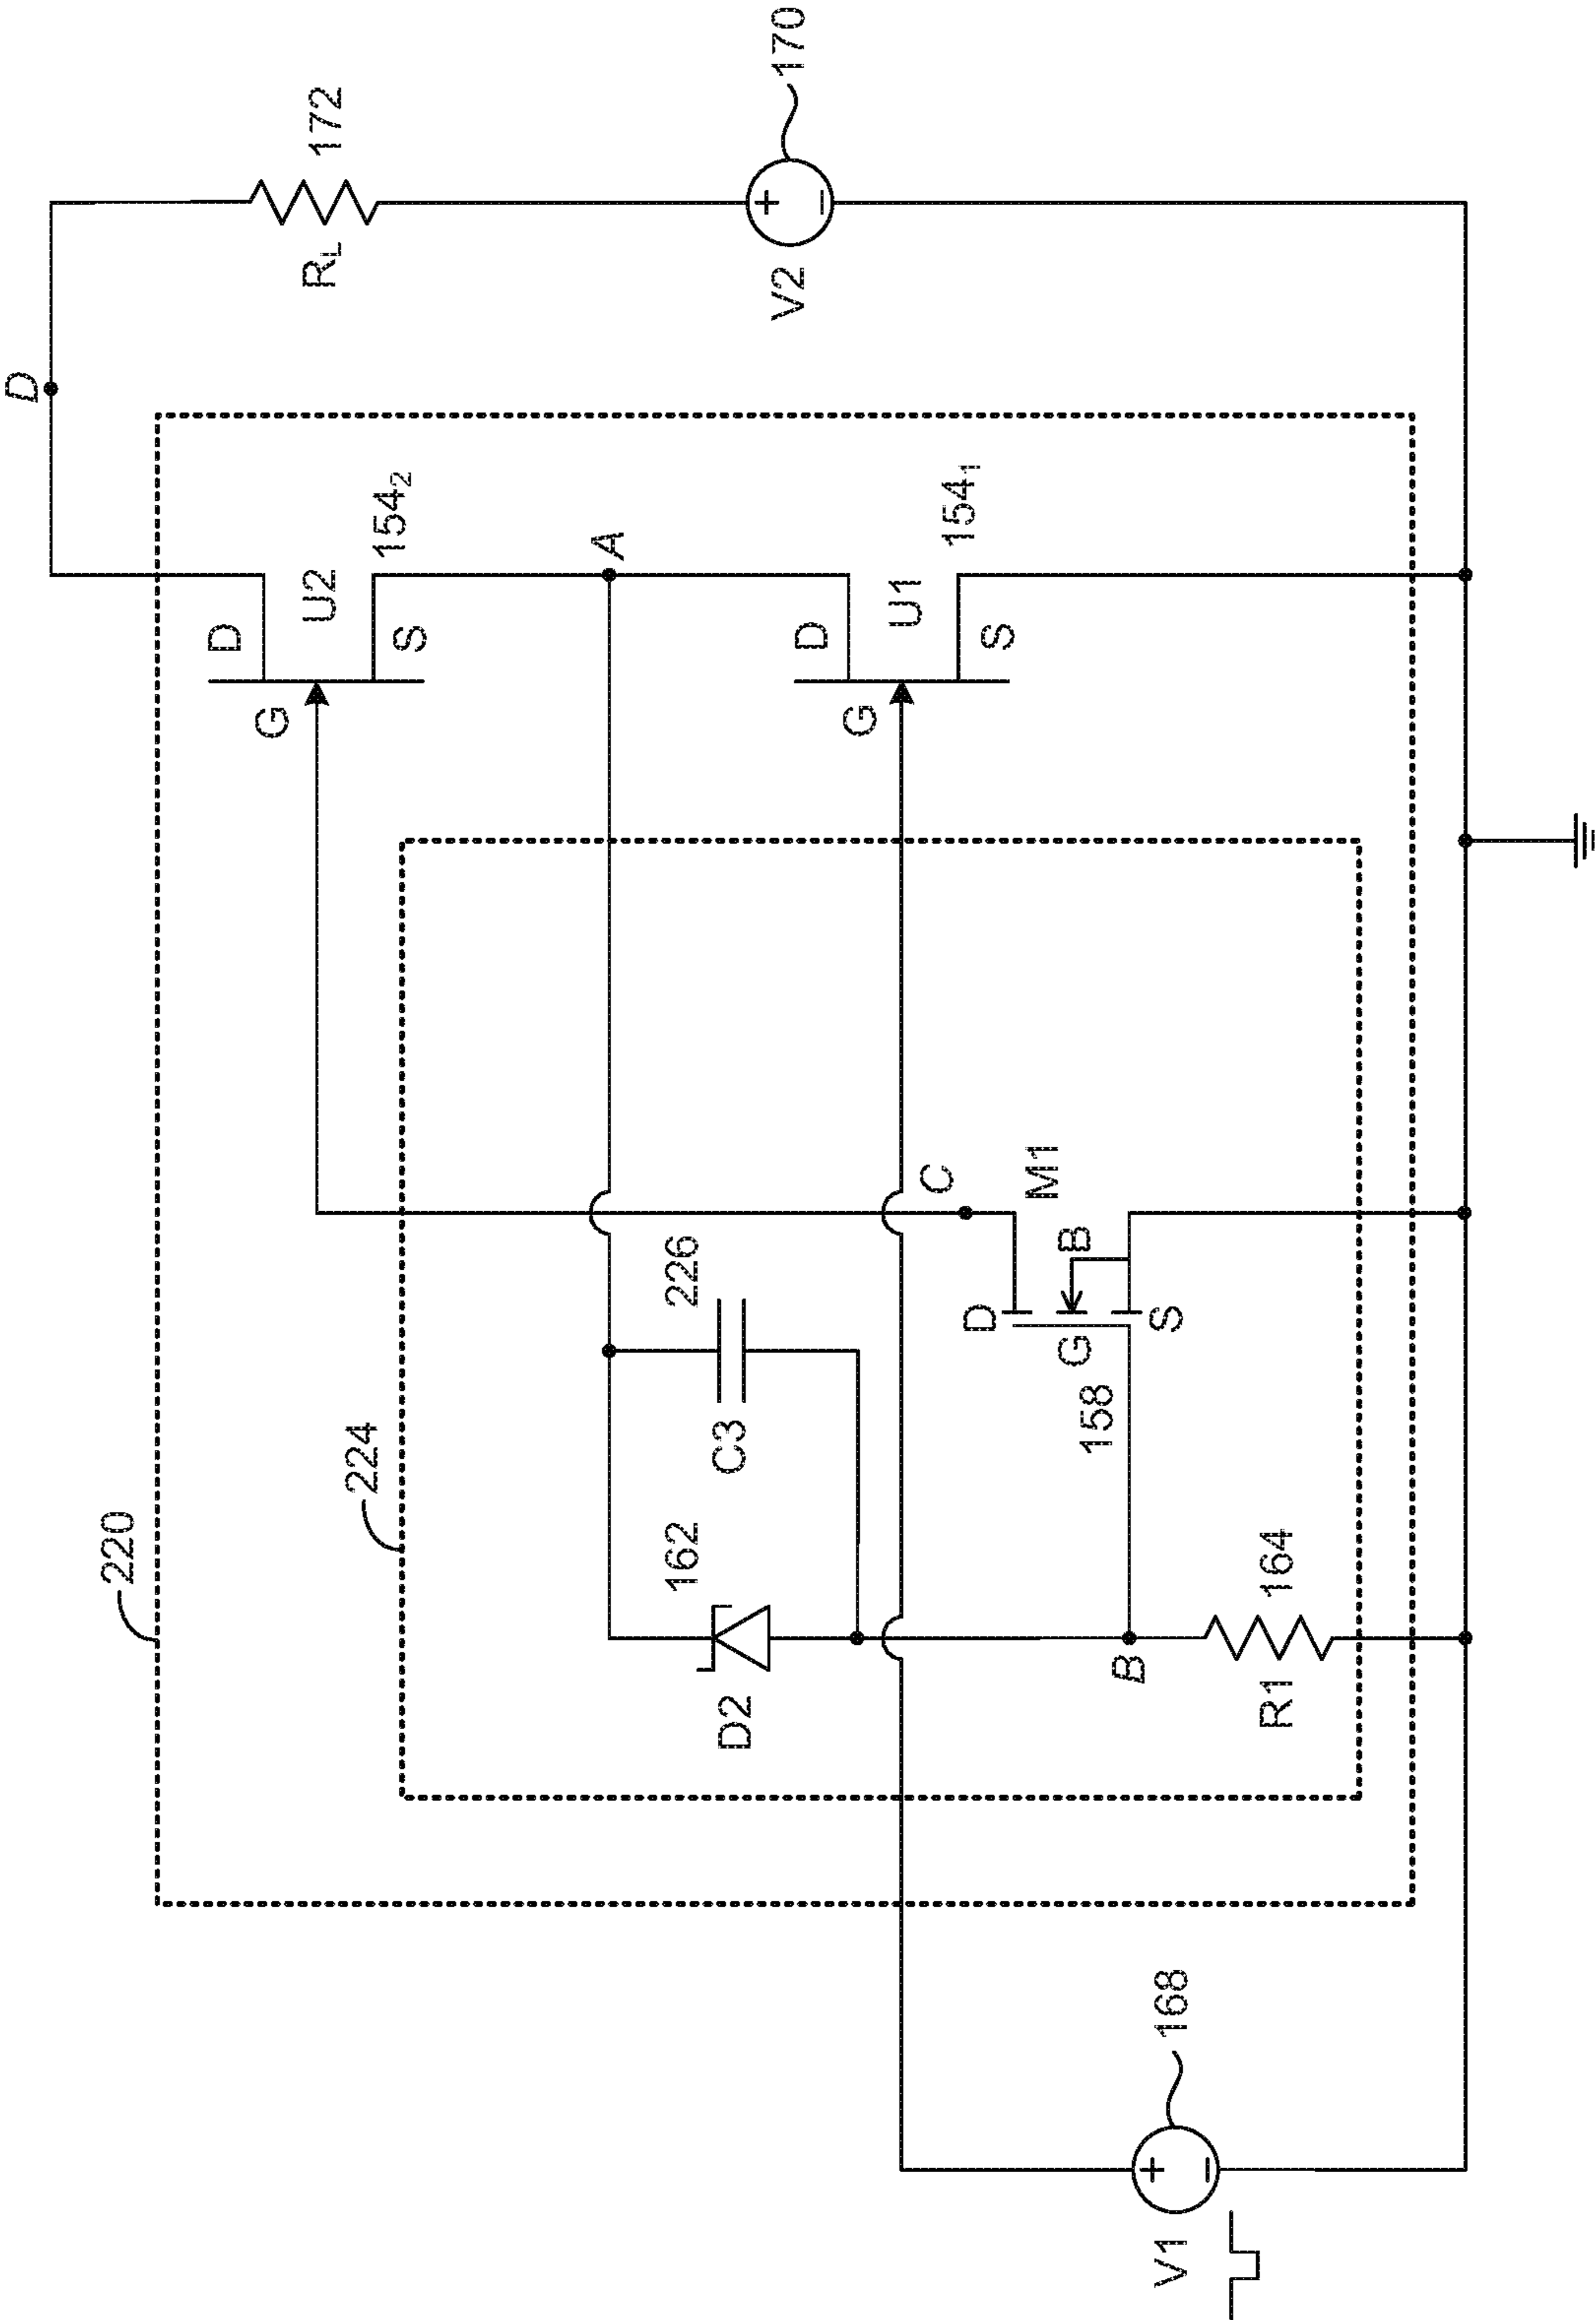 220
224
D
R_L 172
V2
170
D
G
U2
S
154₂
A
D
G
U1
S
154₁
162
D2
226
C3
C
M1
D
G
B
S
158
B
R1
164
V1
168
+
−
+
−